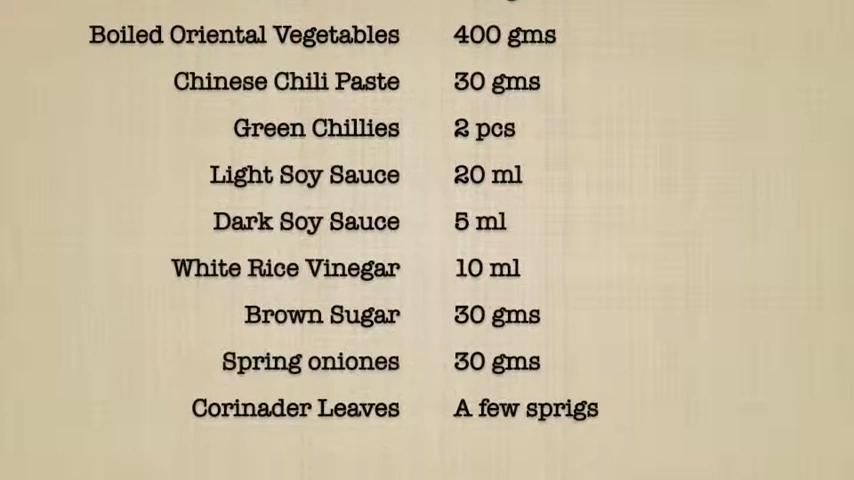 Boiled Oriental Vegetables 400 gms
Chinese Chili Paste 30 gms
Green Chillies 2 pcs
Light Soy Sauce 20 ml
Dark Soy Sauce 5 ml
White Rice Vinegar 10 ml
Brown Sugar 30 gms
Spring oniones 30 gms
Corinader Leaves A few sprigs